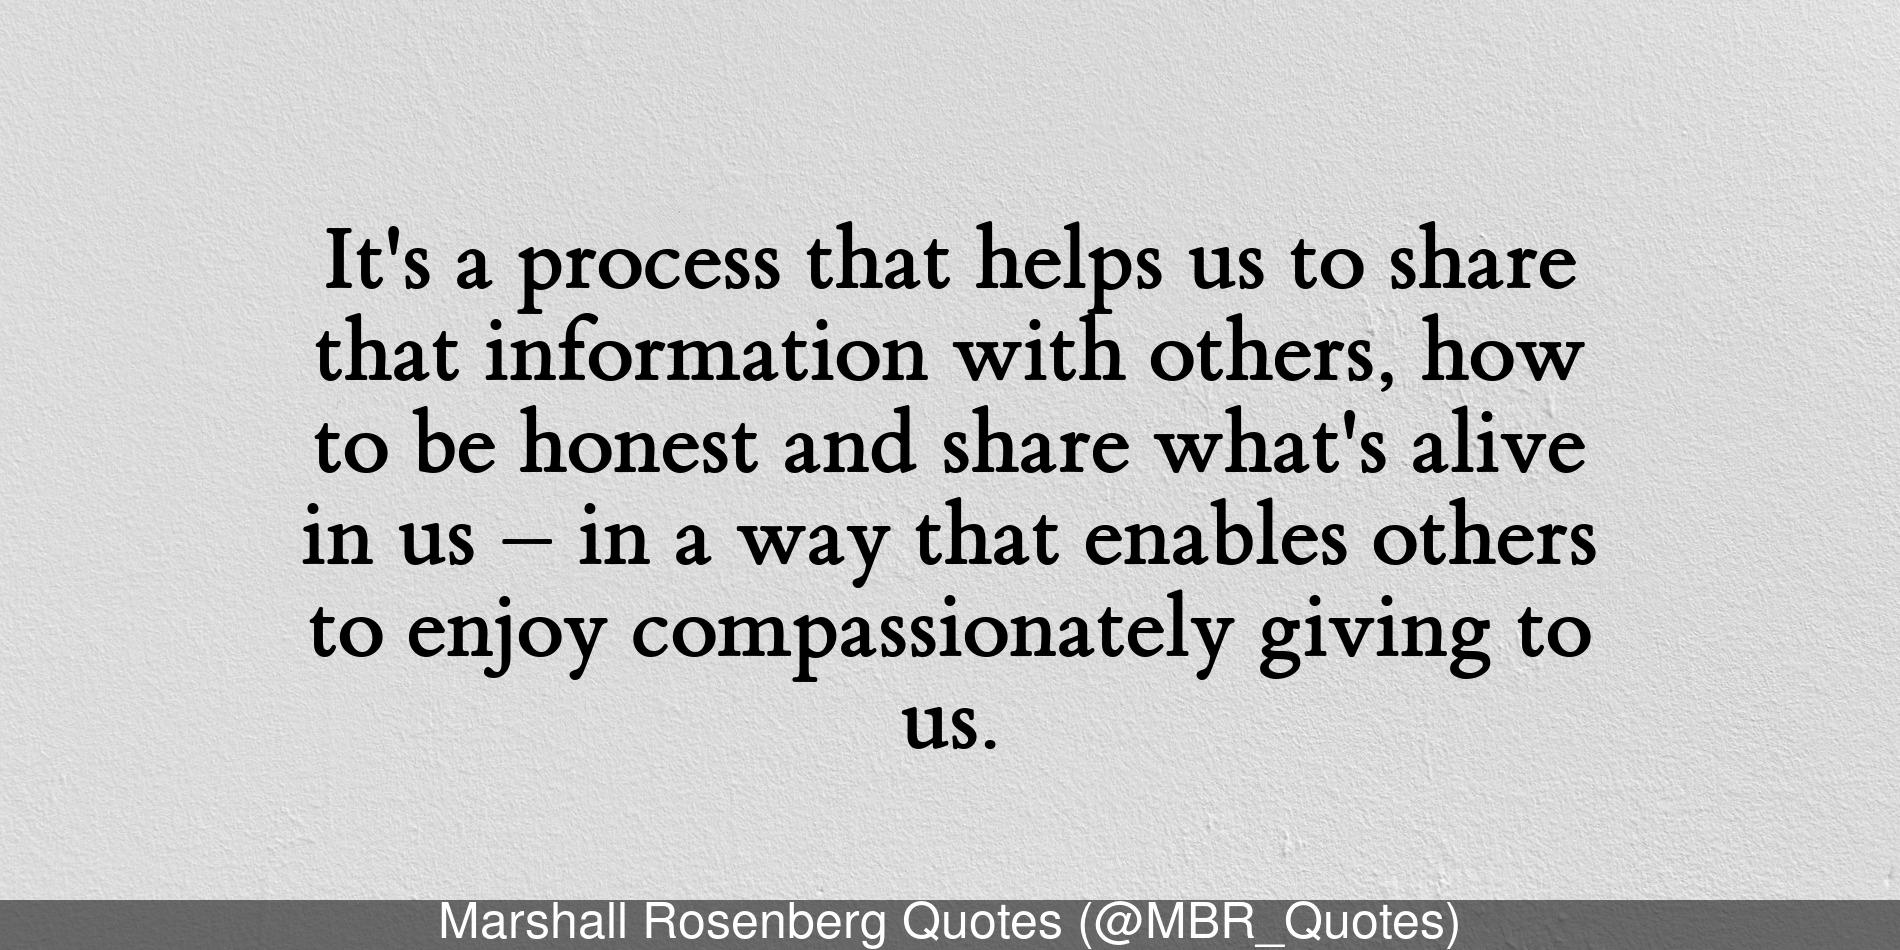 It's a process that helps us to share
that information with others, how
to be honest and share what's alive
in us – in a way that enables others
to enjoy compassionately giving to
us.
Marshall Rosenberg Quotes (@MBR_Quotes)